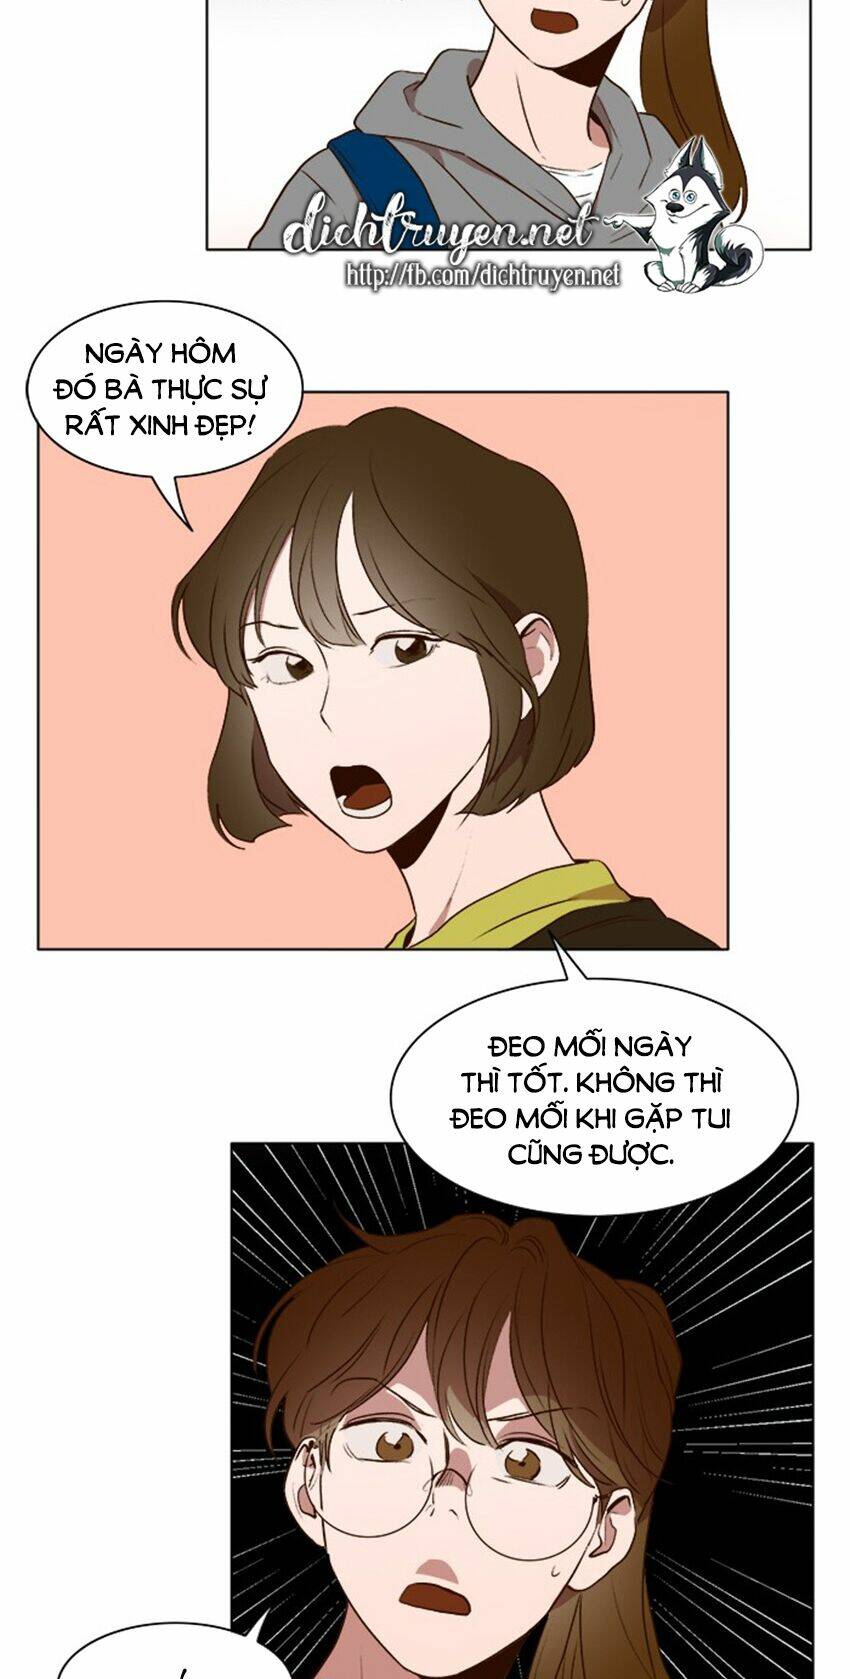 dichtruyen.net
http://fb.com/dichtruyen.net
NGÀY HÔM
ĐÓ BÀ THỰC SỰ
RẤT XINH ĐẸP!
ĐEO MỖI NGÀY
THÌ TỐT. KHÔNG THÌ
ĐEO MỖI KHI GẶP TUI
CŨNG ĐƯỢC.